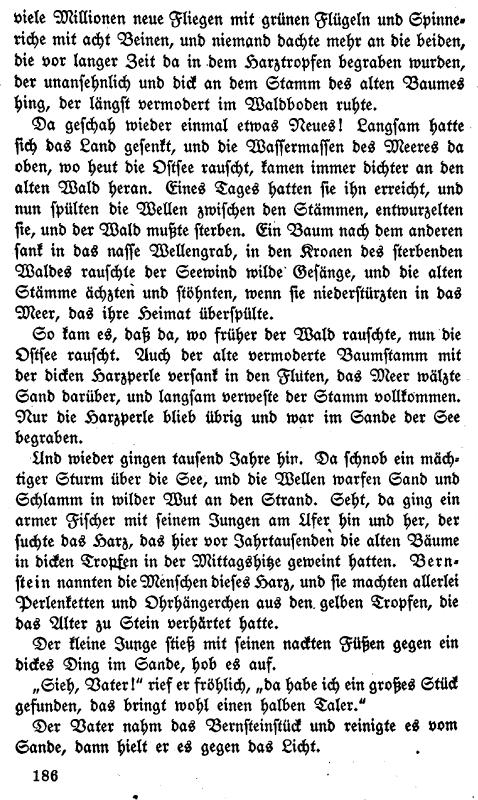 viele Millionen neue Fliegen mit grünen Flügeln und Spinne-
riche mit acht Beinen, und niemand dachte mehr an die beiden,
die vor langer Zeit da in dem Harztropfen begraben wurden,
der unansehnlich und dick an dem Stamm des alten Baumes
hing, der längst vermodert im Waldboden ruhte.
Da geschah wieder einmal etwas Neues! Langsam hatte
sich das Land gesenkt, und die Wassermassen des Meeres da
oben, wo heut die Ostsee rauscht, kamen immer dichter an den
alten Wald heran. Eines Tages hatten sie ihn erreicht, und
nun spülten die Wellen zwischen den Stämmen, entwurzelten
sie, und der Wald mußte sterben. Ein Baum nach dem anderen
sank in das nasse Wellengrab, in den Kronen des sterbenden
Waldes rauschte der Seewind wilde Gesänge, und die alten
Stämme ächzten und stöhnten, wenn sie niederstürzten in das
Meer, das ihre Heimat überspülte.
So kam es, daß da, wo früher der Wald rauschte, nun die
Ostsee rauscht. Auch der alte vermoderte Baumstamm mit
der dicken Harzperle versank in den Fluten, das Meer wälzte
Sand darüber, und langsam verweste der Stamm vollkommen.
Nur die Harzperle blieb übrig und war im Sande der See
begraben.
Und wieder gingen tausend Jahre hin. Da schnob ein mäch-
tiger Sturm über die See, und die Wellen warfen Sand und
Schlamm in wilder Wut an den Strand. Seht, da ging ein
armer Fischer mit seinem Jungen am Ufer hin und her, der
suchte das Harz, das hier vor Jahrtausenden die alten Bäume
in dicken Tropfen in der Mittagshitze geweint hatten. Bern-
stein nannten die Menschen dieses Harz, und sie machten allerlei
Perlenketten und Ohrhängerchen aus den gelben Tropfen, die
das Alter zu Stein verhärtet hatte.
Der kleine Junge stieß mit seinen nackten Füßen gegen ein
dickes Ding im Sande, hob es auf.
„Sieh, Vater!“ rief er fröhlich, „da habe ich ein großes Stück
gefunden, das bringt wohl einen halben Taler.“
Der Vater nahm das Bernsteinstück und reinigte es vom
Sande, dann hielt er es gegen das Licht.
186